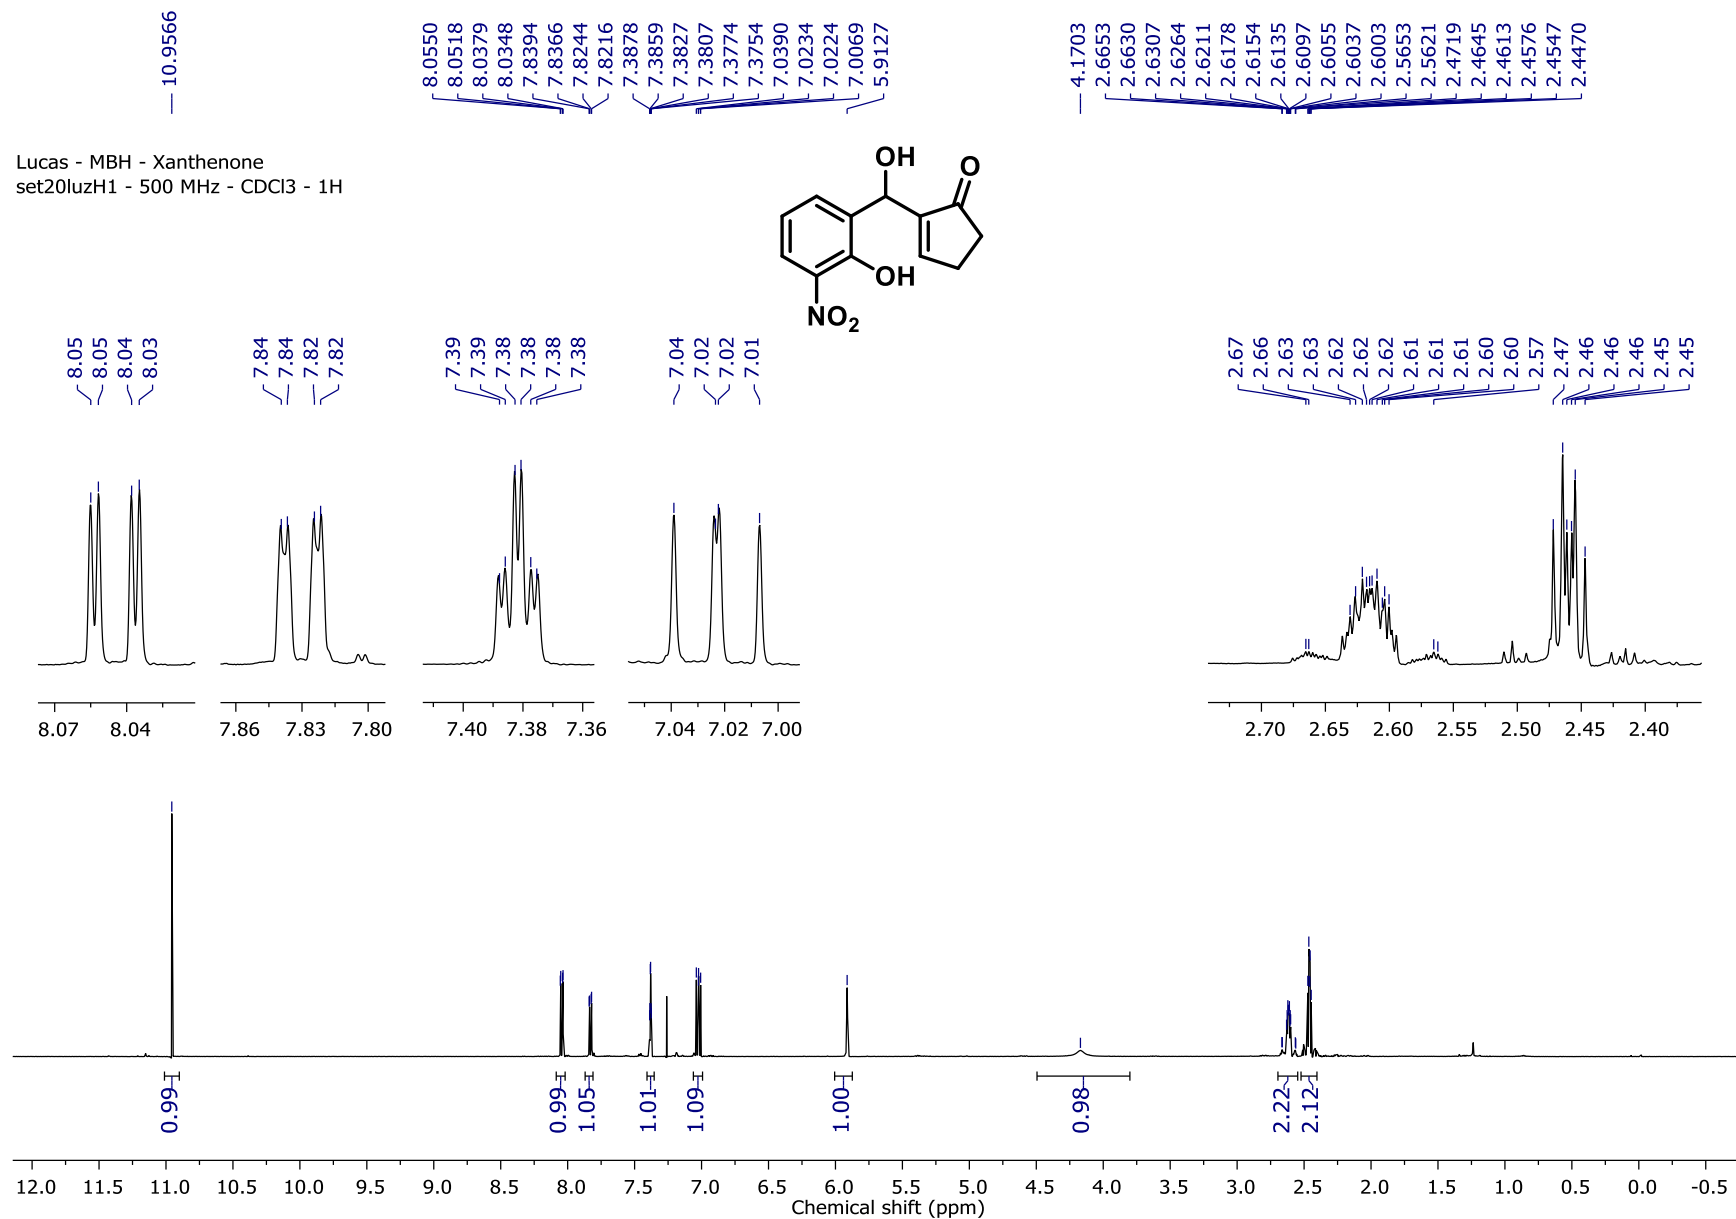 10.9566
8.0550 8.0518 8.0379 8.0348 7.8394 7.8366 7.8244 7.8216 7.3878 7.3859 7.3827 7.3807 7.3774 7.3754 7.0390 7.0234 7.0224 7.0069 5.9127
4.1703 2.6653 2.6630 2.6307 2.6264 2.6211 2.6178 2.6154 2.6135 2.6097 2.6055 2.6037 2.6003 2.5653 2.5621 2.4719 2.4645 2.4613 2.4576 2.4547 2.4470
Lucas - MBH - Xanthenone
set20luzH1 - 500 MHz - CDCl3 - 1H
OH
O
OH
NO2
8.05 8.05 8.04 8.03
7.84 7.84 7.82 7.82
7.39 7.39 7.38 7.38 7.38 7.38
7.04 7.02 7.02 7.01
2.67 2.66 2.63 2.63 2.62 2.62 2.62 2.61 2.61 2.61 2.60 2.60 2.57 2.47 2.46 2.46 2.46 2.45 2.45
8.07 8.04
7.86 7.83 7.80
7.40 7.38 7.36
7.04 7.02 7.00
2.70 2.65 2.60 2.55 2.50 2.45 2.40
0.99 0.99 1.05 1.01 1.09 1.00 0.98 2.22 2.12
12.0 11.5 11.0 10.5 10.0 9.5 9.0 8.5 8.0 7.5 7.0 6.5 6.0 5.5 5.0 4.5 4.0 3.5 3.0 2.5 2.0 1.5 1.0 0.5 0.0 -0.5
Chemical shift (ppm)